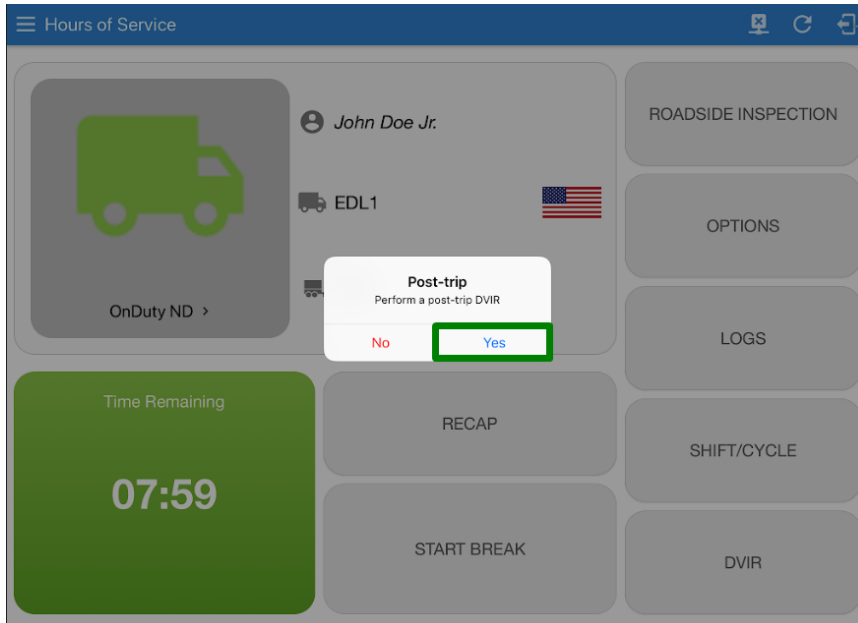 Hours of Service
John Doe Jr.
EDL1
OnDuty ND >
Post-trip
Perform a post-trip DVIR
No
Yes
Time Remaining
07:59
RECAP
START BREAK
ROADSIDE INSPECTION
OPTIONS
LOGS
SHIFT/CYCLE
DVIR